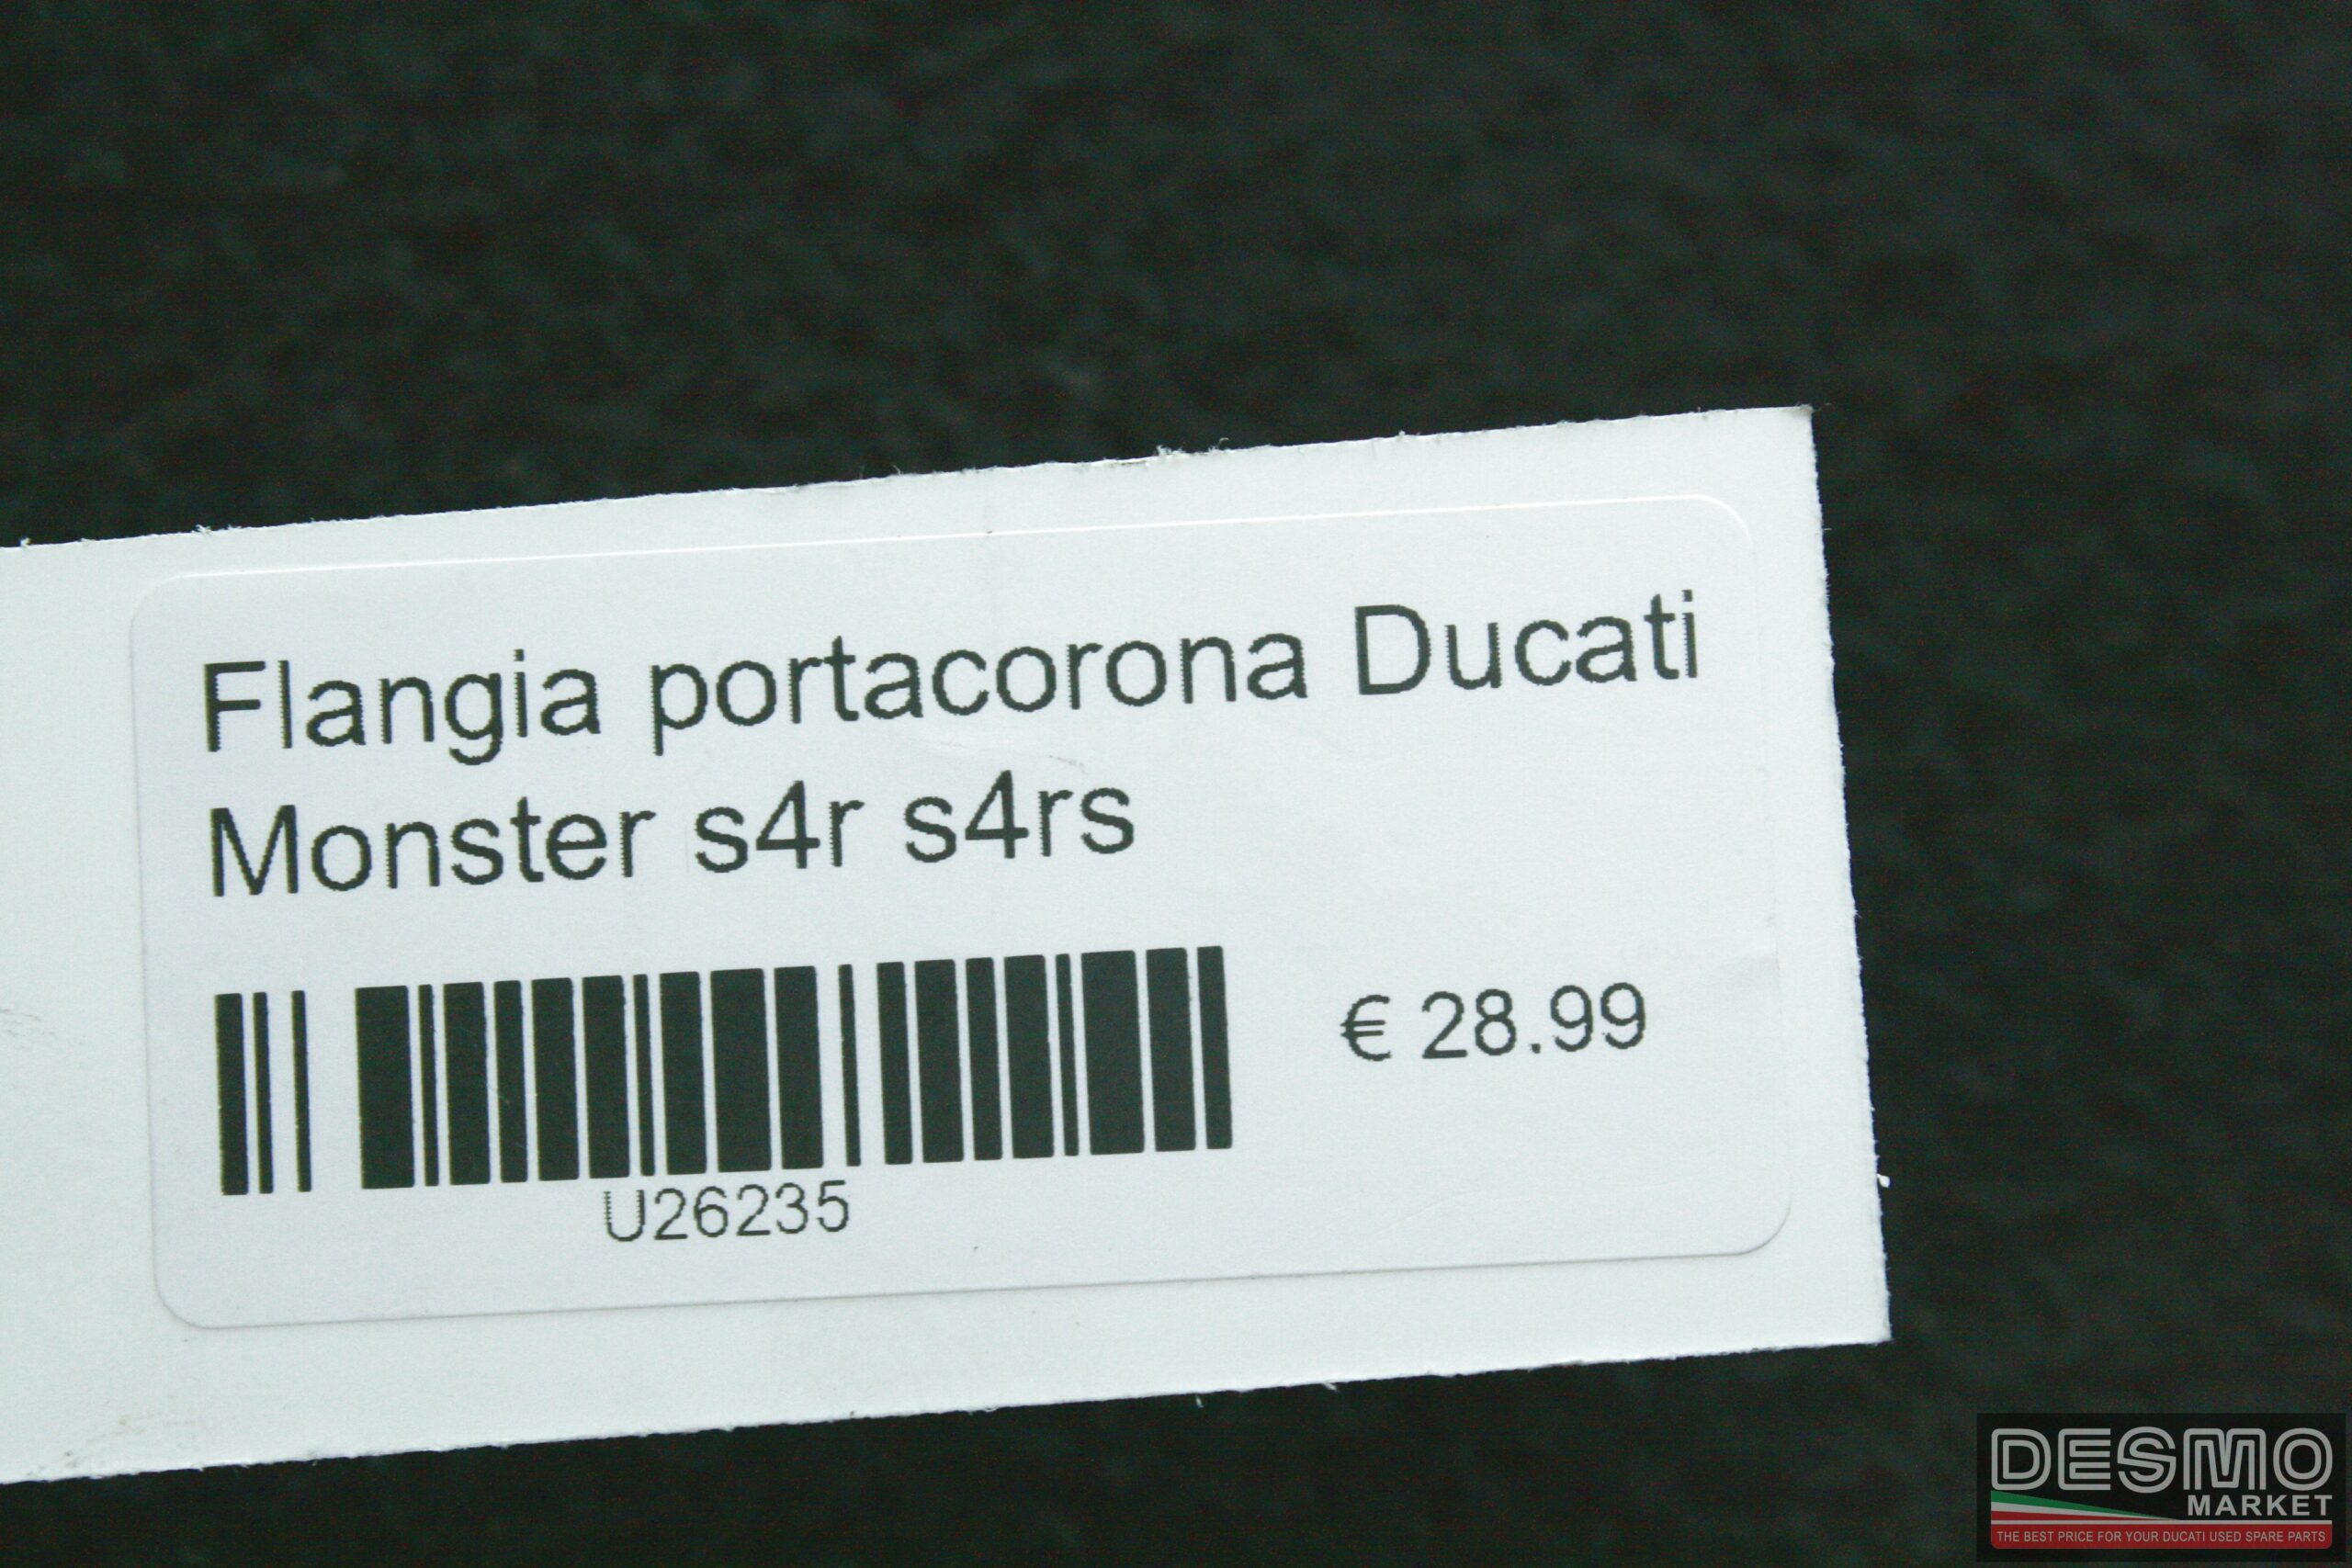 Flangia portacorona Ducati
Monster s4r s4rs
€ 28.99
U26235
DESMO
MARKET
THE BEST PRICE FOR YOUR DUCATI USED SPARE PARTS